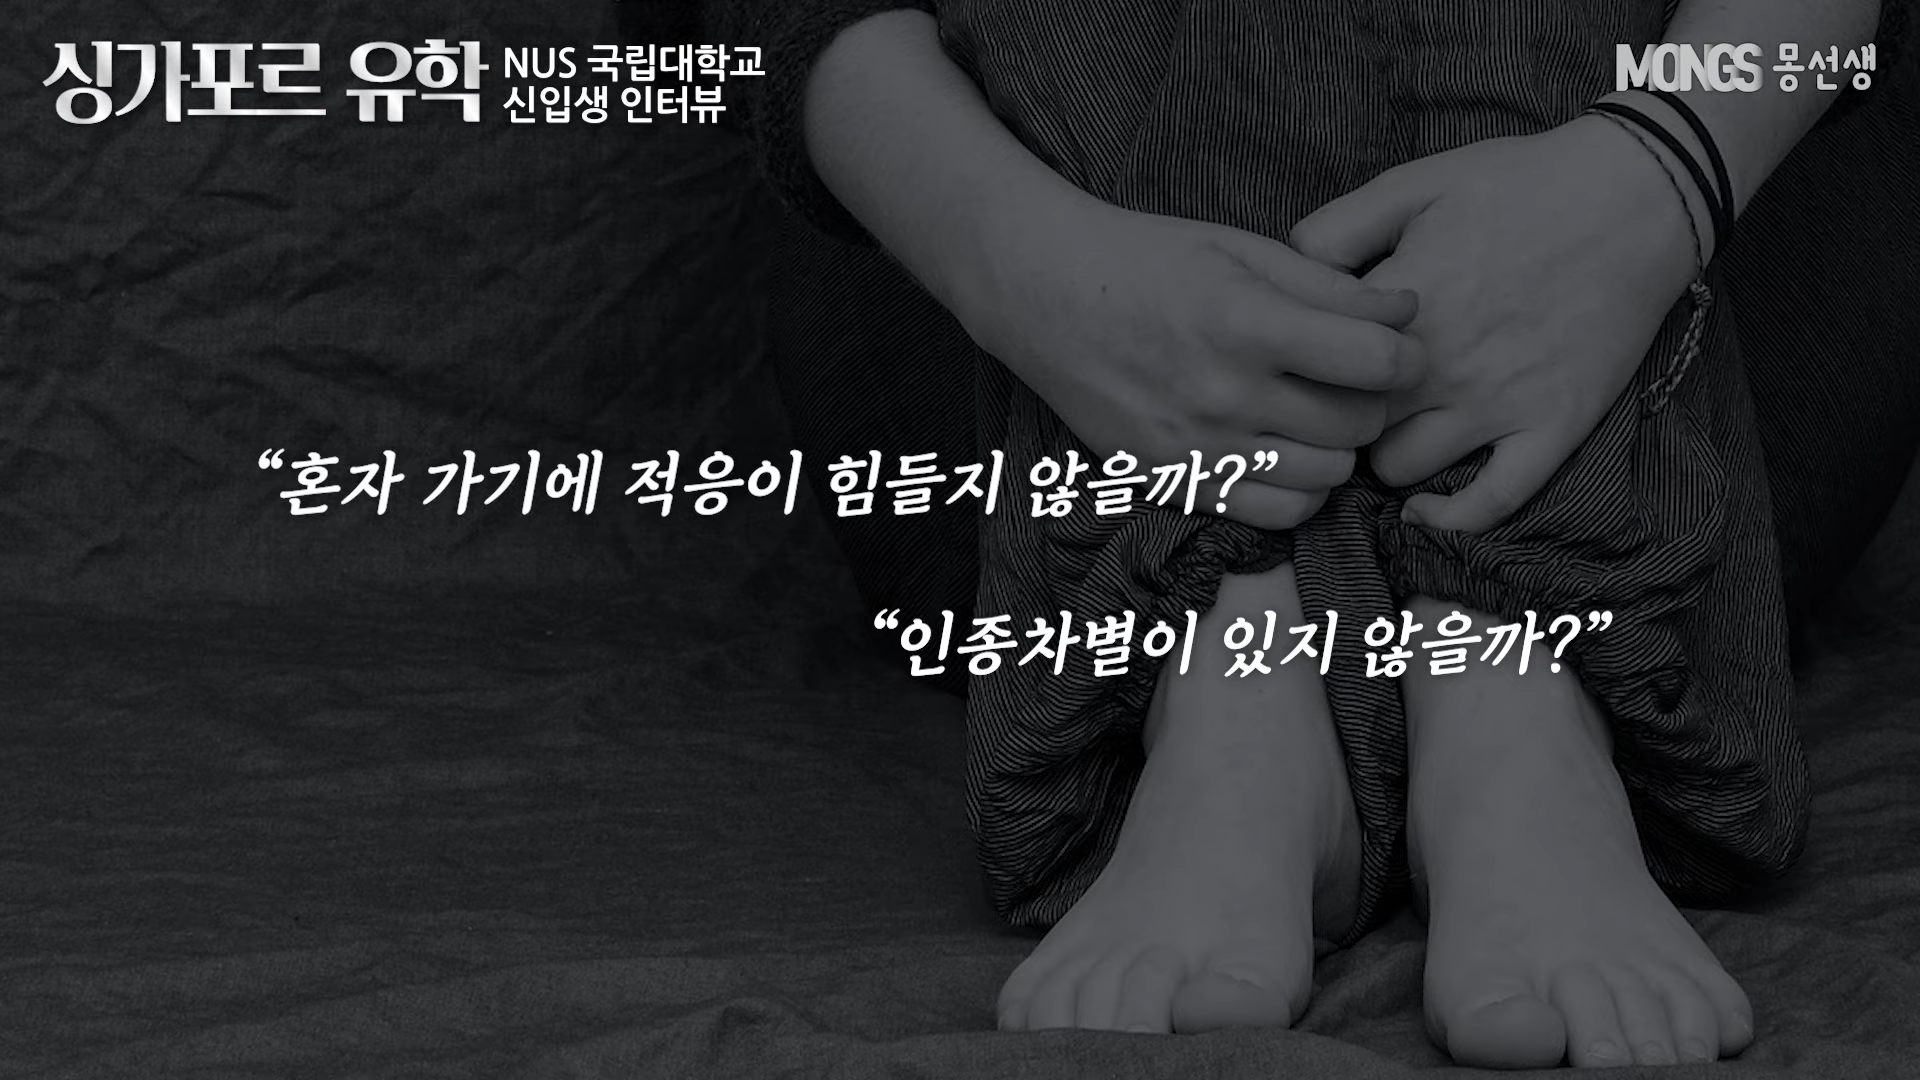 싱가포르 유학
NUS 국립대학교
신입생 인터뷰
MONGS 몽선생
“혼자 가기에 적응이 힘들지 않을까?”
“인종차별이 있지 않을까?”